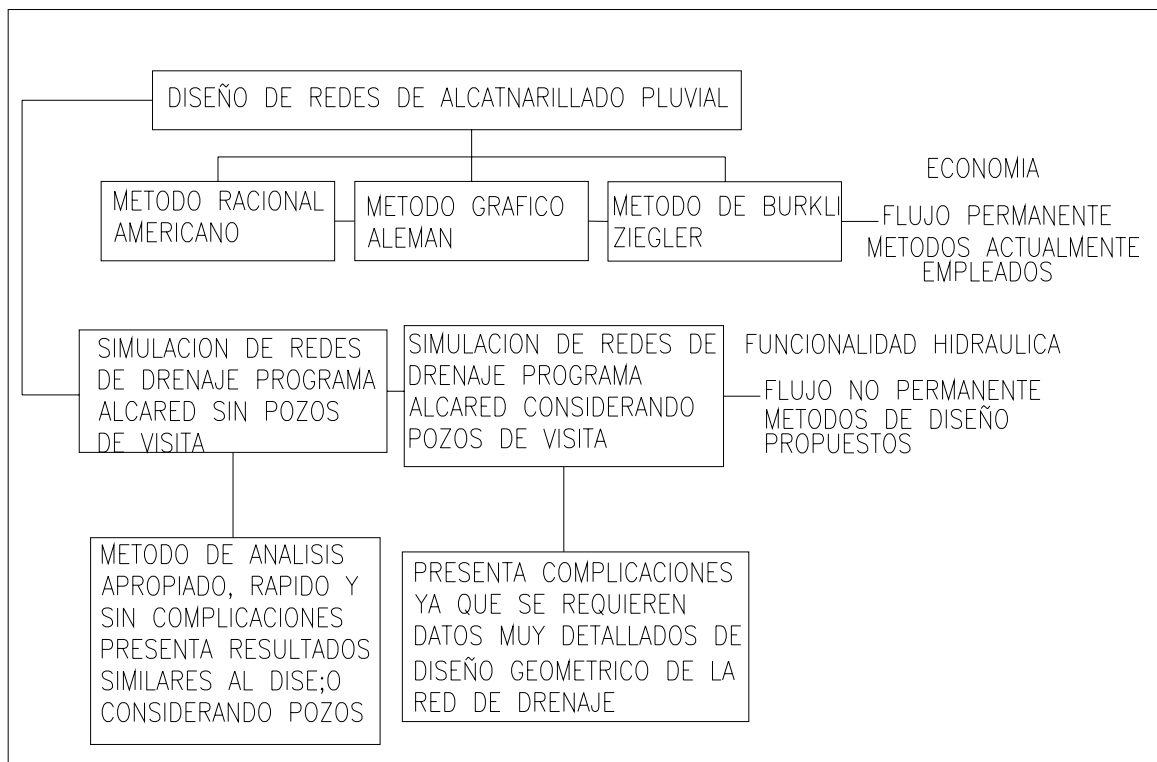 DISEÑO DE REDES DE ALCATNARILLADO PLUVIAL
METODO RACIONAL
AMERICANO
METODO GRAFICO
ALEMAN
METODO DE BURKLI
ZIEGLER
ECONOMIA
FLUJO PERMANENTE
METODOS ACTUALMENTE
EMPLEADOS
SIMULACION DE REDES
DE DRENAJE PROGRAMA
ALCARED SIN POZOS
DE VISITA
SIMULACION DE REDES DE
DRENAJE PROGRAMA
ALCARED CONSIDERANDO
POZOS DE VISITA
FUNCIONALIDAD HIDRAULICA
FLUJO NO PERMANENTE
METODOS DE DISEÑO
PROPUESTOS
METODO DE ANALISIS
APROPIADO, RAPIDO Y
SIN COMPLICACIONES
PRESENTA RESULTADOS
SIMILARES AL DISE;O
CONSIDERANDO POZOS
PRESENTA COMPLICACIONES
YA QUE SE REQUIEREN
DATOS MUY DETALLADOS DE
DISEÑO GEOMETRICO DE LA
RED DE DRENAJE